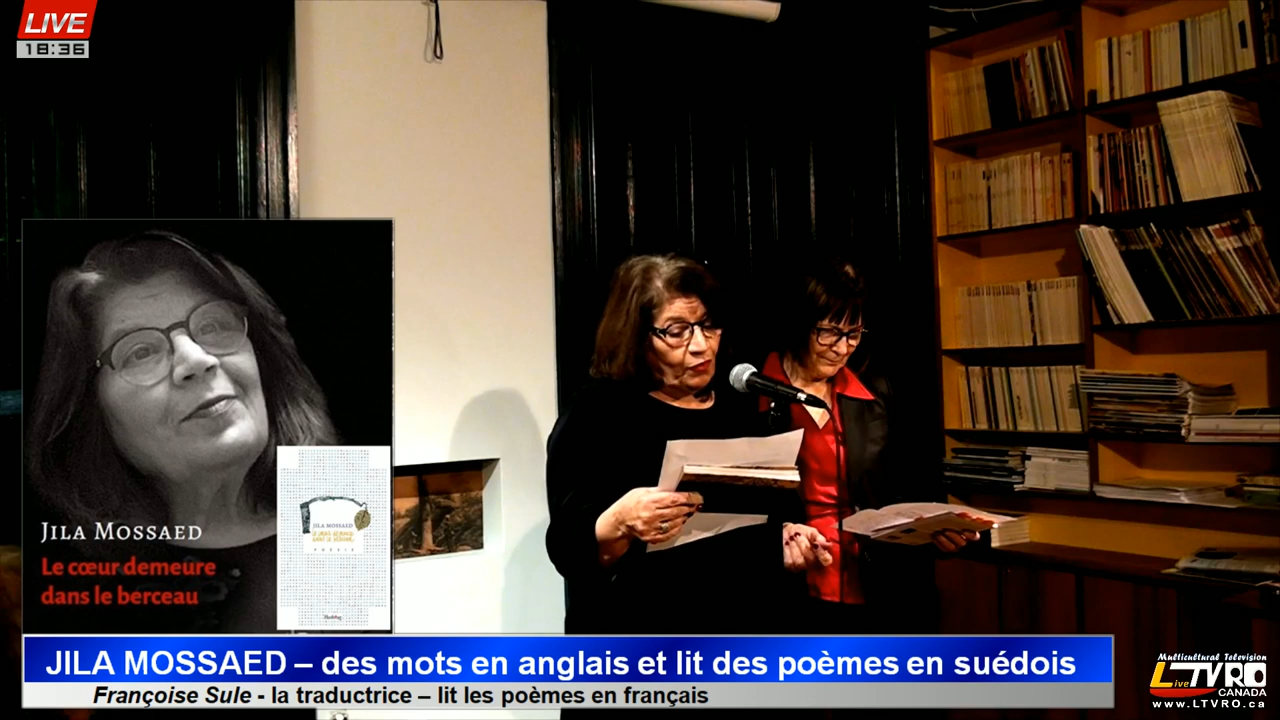 LIVE
18:36
JILA MOSSAED
Le cœur demeure
dans le berceau
JILA MOSSAED
POÉSIE
JILA MOSSAED – des mots en anglais et lit des poèmes en suédois
Françoise Sule - la traductrice – lit les poèmes en français
Multicultural Television
Live
LTVRO
CANADA
www.LTVRO.ca